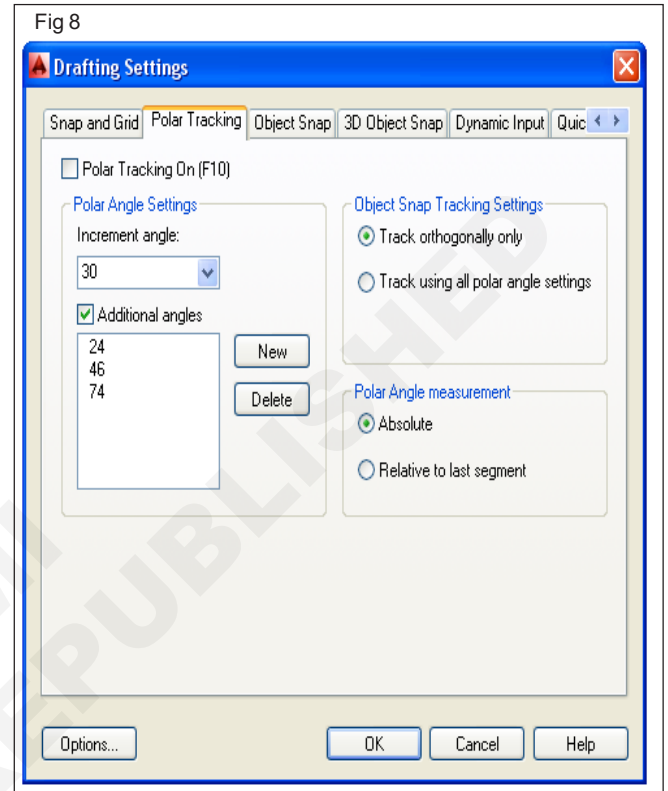 Fig 8
Drafting Settings
Snap and Grid Polar Tracking Object Snap 3D Object Snap Dynamic Input Quic
Polar Tracking On (F10)
Polar Angle Settings
Increment angle:
30
Additional angles
24
46
74
New
Delete
Object Snap Tracking Settings
Track orthogonally only
Track using all polar angle settings
Polar Angle measurement
Absolute
Relative to last segment
Options...
OK Cancel Help